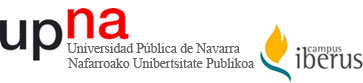 upna
Universidad Pública de Navarra
Nafarroako Unibertsitate Publikoa
campus
iberus